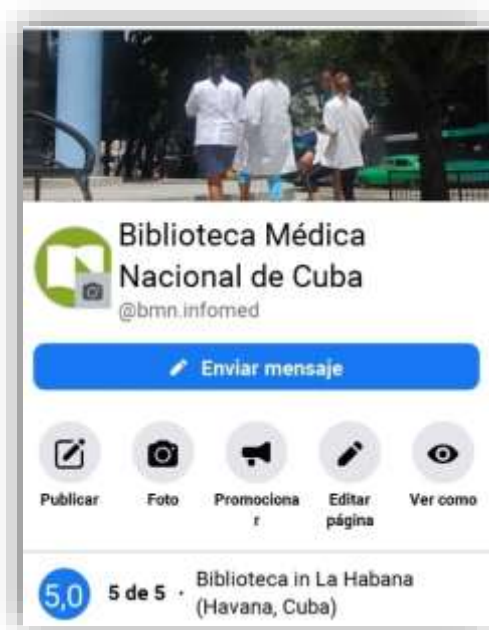 Biblioteca Médica
Nacional de Cuba
@bmn.infomed
Enviar mensaje
Publicar
Foto
Promociona
r
Editar
página
Ver como
5,0
5 de 5 ·
Biblioteca in La Habana
(Havana, Cuba)